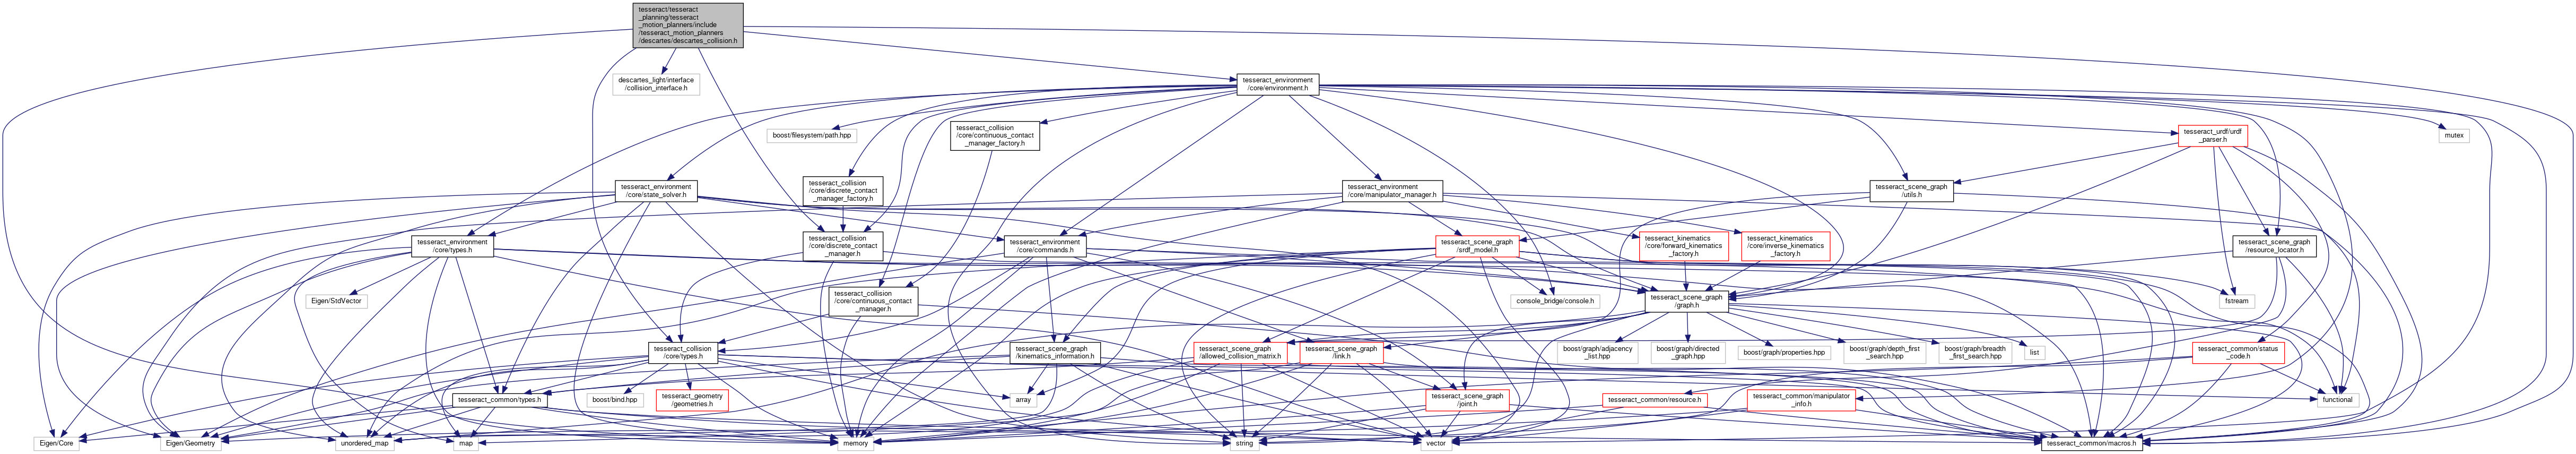 tesseract/tesseract
_planning/tesseract
_motion_planners/include
/tesseract_motion_planners
/descartes/descartes_collision.h
descartes_light/interface
/collision_interface.h
tesseract_environment
/core/environment.h
boost/filesystem/path.hpp
tesseract_collision
/core/continuous_contact
_manager_factory.h
tesseract_urdf/urdf
_parser.h
mutex
tesseract_environment
/core/state_solver.h
tesseract_collision
/core/discrete_contact
_manager_factory.h
tesseract_environment
/core/manipulator_manager.h
tesseract_scene_graph
/utils.h
tesseract_environment
/core/types.h
tesseract_collision
/core/discrete_contact
_manager.h
tesseract_environment
/core/commands.h
tesseract_scene_graph
/srdf_model.h
tesseract_kinematics
/core/forward_kinematics
_factory.h
tesseract_kinematics
/core/inverse_kinematics
_factory.h
tesseract_scene_graph
/resource_locator.h
Eigen/StdVector
tesseract_collision
/core/continuous_contact
_manager.h
console_bridge/console.h
tesseract_scene_graph
/graph.h
fstream
tesseract_collision
/core/types.h
tesseract_scene_graph
/kinematics_information.h
tesseract_scene_graph
/allowed_collision_matrix.h
tesseract_scene_graph
/link.h
boost/graph/adjacency
_list.hpp
boost/graph/directed
_graph.hpp
boost/graph/properties.hpp
boost/graph/depth_first
_search.hpp
boost/graph/breadth
_first_search.hpp
list
tesseract_common/status
_code.h
tesseract_common/types.h
boost/bind.hpp
tesseract_geometry
/geometries.h
array
tesseract_scene_graph
/joint.h
tesseract_common/resource.h
tesseract_common/manipulator
_info.h
functional
Eigen/Core
Eigen/Geometry
unordered_map
map
memory
string
vector
tesseract_common/macros.h